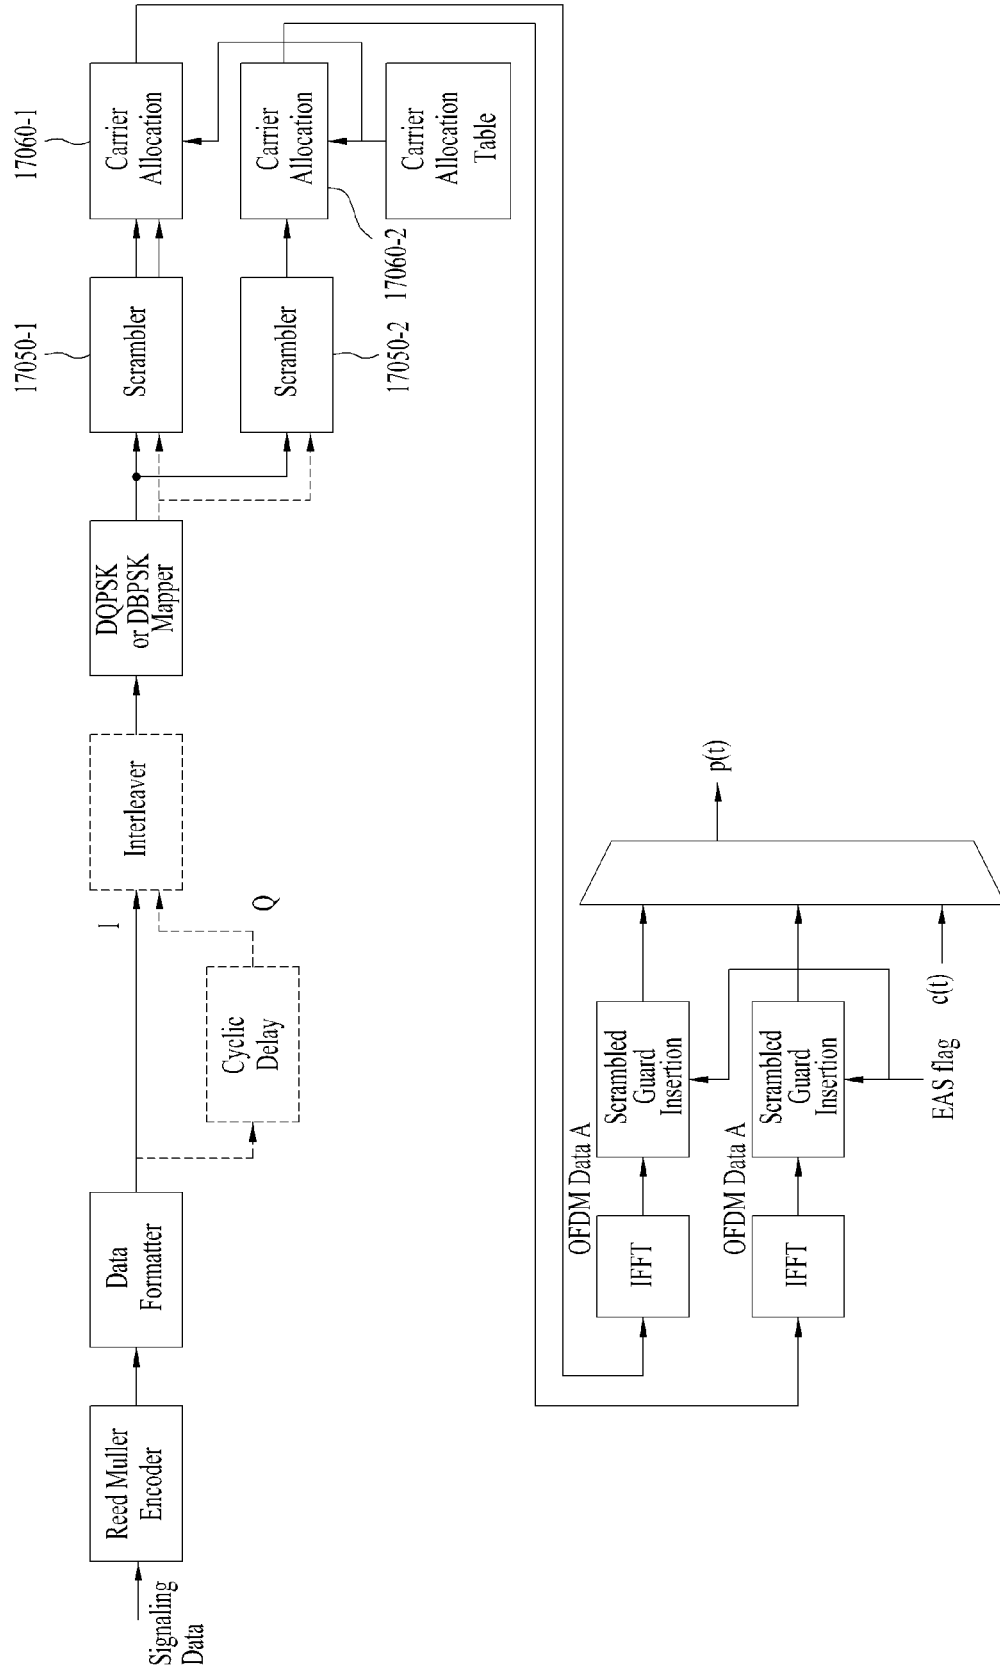 Signaling
Data
Reed Muller
Encoder
Data
Formatter
Cyclic
Delay
I
Q
Interleaver
DQPSK
or DBPSK
Mapper
17050-1
Scrambler
Scrambler
17050-2
17060-1
Carrier
Allocation
Carrier
Allocation
17060-2
Carrier
Allocation
Table
IFFT
OFDM Data A
Scrambled
Guard
Insertion
IFFT
OFDM Data A
Scrambled
Guard
Insertion
EAS flag
c(t)
p(t)